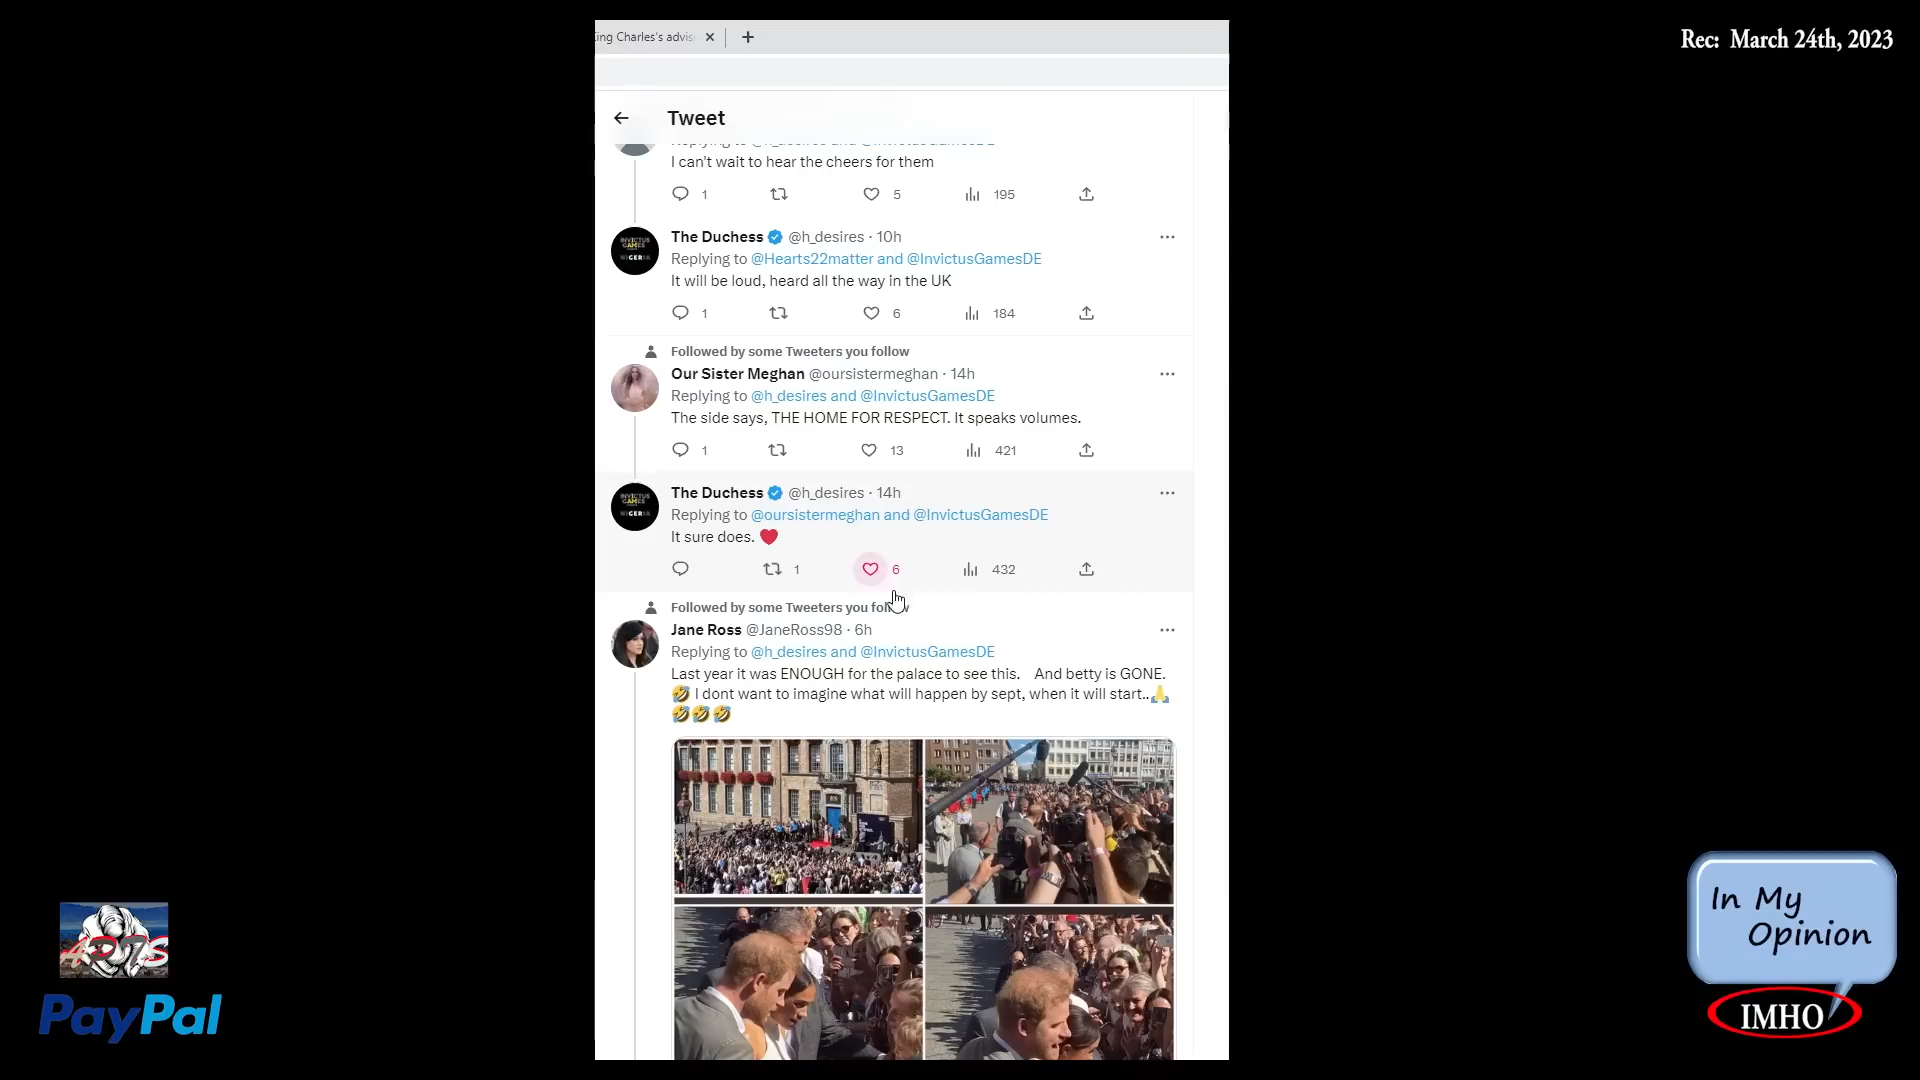 ing Charles's advis
Rec: March 24th, 2023
Tweet
I can't wait to hear the cheers for them
1 5 195
The Duchess @h_desires · 10h
Replying to @Hearts22matter and @InvictusGamesDE
It will be loud, heard all the way in the UK
1 6 184
Followed by some Tweeters you follow
Our Sister Meghan @oursistermeghan · 14h
Replying to @h_desires and @InvictusGamesDE
The side says, THE HOME FOR RESPECT. It speaks volumes.
1 13 421
The Duchess @h_desires · 14h
Replying to @oursistermeghan and @InvictusGamesDE
It sure does. ❤️
1 6 432
Followed by some Tweeters you follow
Jane Ross @JaneRoss98 · 6h
Replying to @h_desires and @InvictusGamesDE
Last year it was ENOUGH for the palace to see this. And betty is GONE.
🤣 I dont want to imagine what will happen by sept, when it will start..🙏
🤣🤣🤣
PayPal
In My
Opinion
IMHO